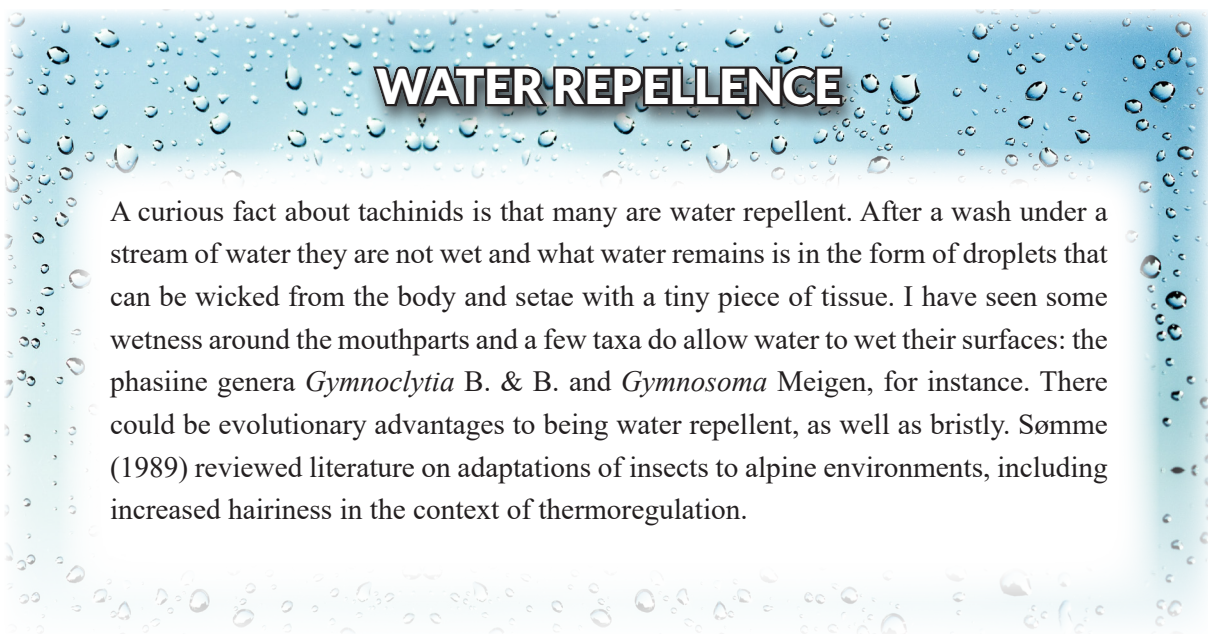 WATER REPELLENCE
A curious fact about tachinids is that many are water repellent. After a wash under a
stream of water they are not wet and what water remains is in the form of droplets that
can be wicked from the body and setae with a tiny piece of tissue. I have seen some
wetness around the mouthparts and a few taxa do allow water to wet their surfaces: the
phasiine genera Gymnoclytia B. & B. and Gymnosoma Meigen, for instance. There
could be evolutionary advantages to being water repellent, as well as bristly. Sømme
(1989) reviewed literature on adaptations of insects to alpine environments, including
increased hairiness in the context of thermoregulation.